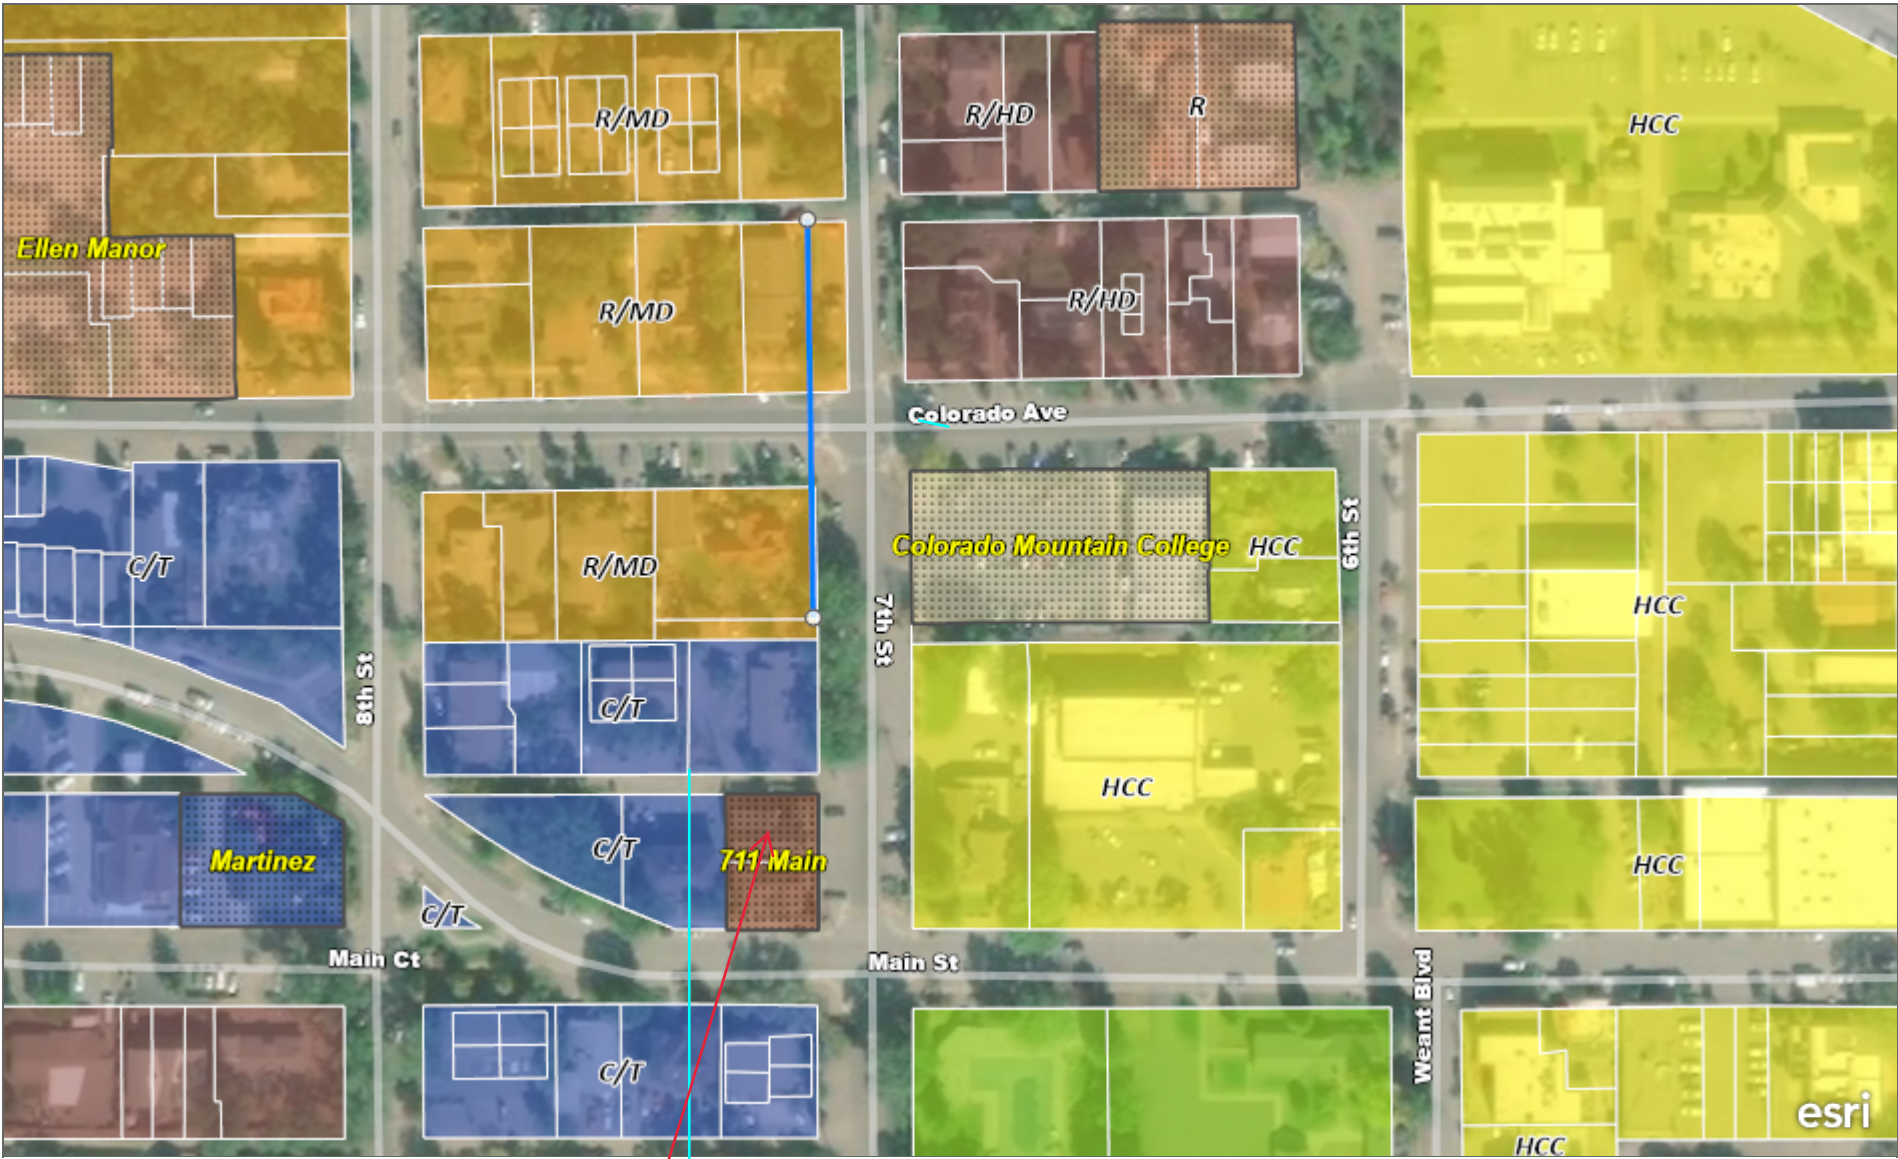 R/MD
R/HD
R
HCC
Ellen Manor
R/MD
R/HD
Colorado Ave
C/T
R/MD
Colorado Mountain College
HCC
6th St
HCC
7th St
8th St
C/T
HCC
Martinez
C/T
711 Main
HCC
C/T
Main Ct
Main St
Weant Blvd
C/T
esri
HCC